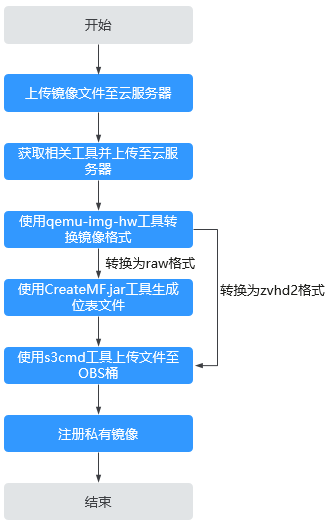 开始
上传镜像文件至云服务器
获取相关工具并上传至云服
务器
使用qemu-img-hw工具转
换镜像格式
转换为raw格式
转换为zvhd2格式
使用CreateMF.jar工具生成
位表文件
使用s3cmd工具上传文件至
OBS桶
注册私有镜像
结束